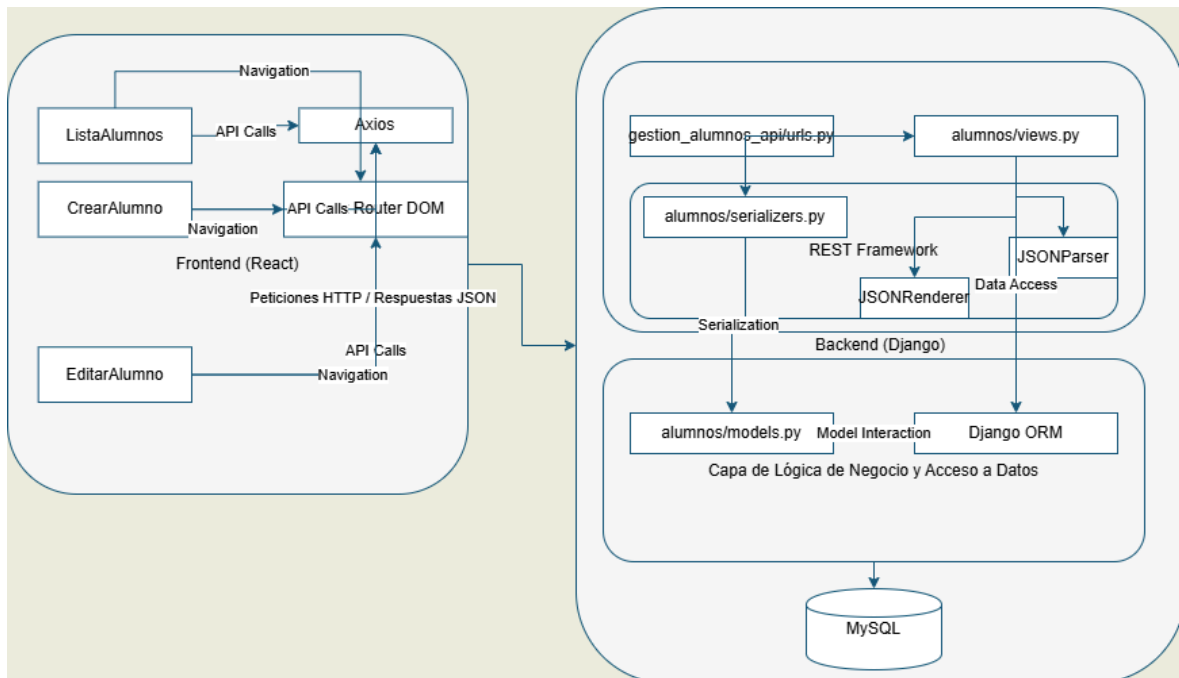 Navigation
ListaAlumnos
API Calls
Axios
CrearAlumno
API Calls
Router DOM
Navigation
Frontend (React)
Peticiones HTTP / Respuestas JSON
API Calls
EditarAlumno
Navigation
gestion_alumnos_api/urls.py
alumnos/views.py
alumnos/serializers.py
REST Framework
JSONParser
Data Access
JSONRenderer
Serialization
Backend (Django)
alumnos/models.py
Model Interaction
Django ORM
Capa de Lógica de Negocio y Acceso a Datos
MySQL